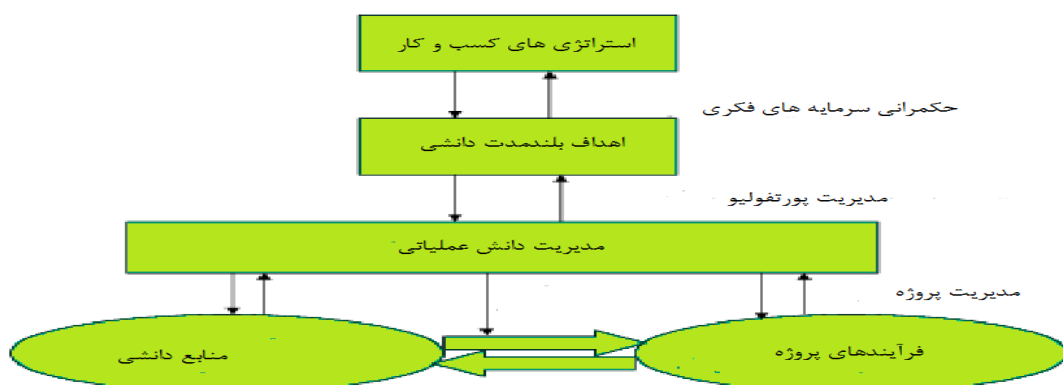 استراتژی های کسب و کار
حکمرانی سرمایه های فکری
اهداف بلندمدت دانشی
مدیریت پورتفولیو
مدیریت دانش عملیاتی
مدیریت پروژه
فرآیندهای پروژه
منابع دانشی